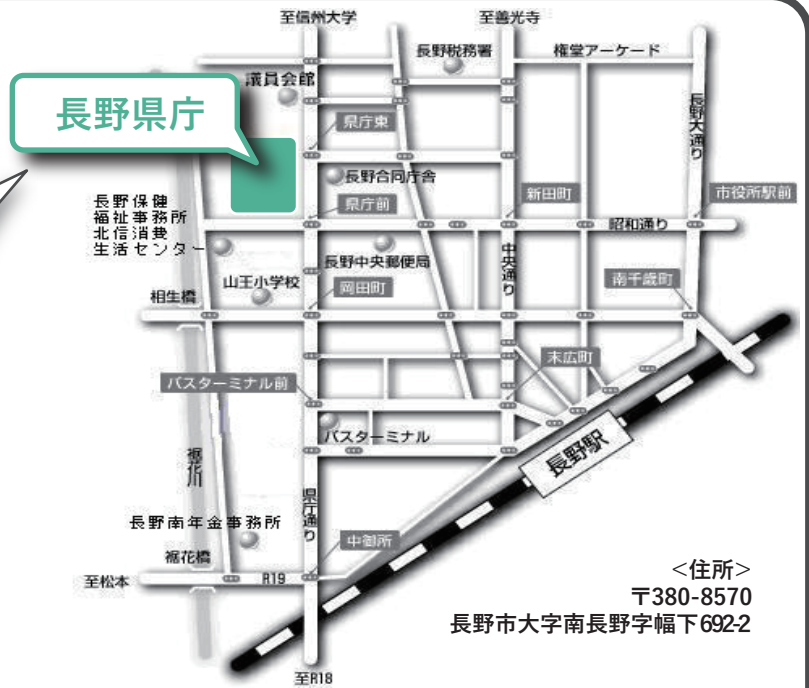 至信州大学
至善光寺
長野税務署
権堂アーケード
議員会館
長野県庁
県庁東
長野大通り
長野合同庁舎
長野保健
福祉事務所
北信消費
生活センター
県庁前
新田町
市役所駅前
昭和通り
長野中央郵便局
中央通り
山王小学校
岡田町
南千歳町
相生橋
末広町
バスターミナル前
バスターミナル
長野駅
裾花川
県庁通り
長野南年金事務所
中御所
裾花橋
至松本
R19
<住所>
〒380-8570
長野市大字南長野字幅下692-2
至R18